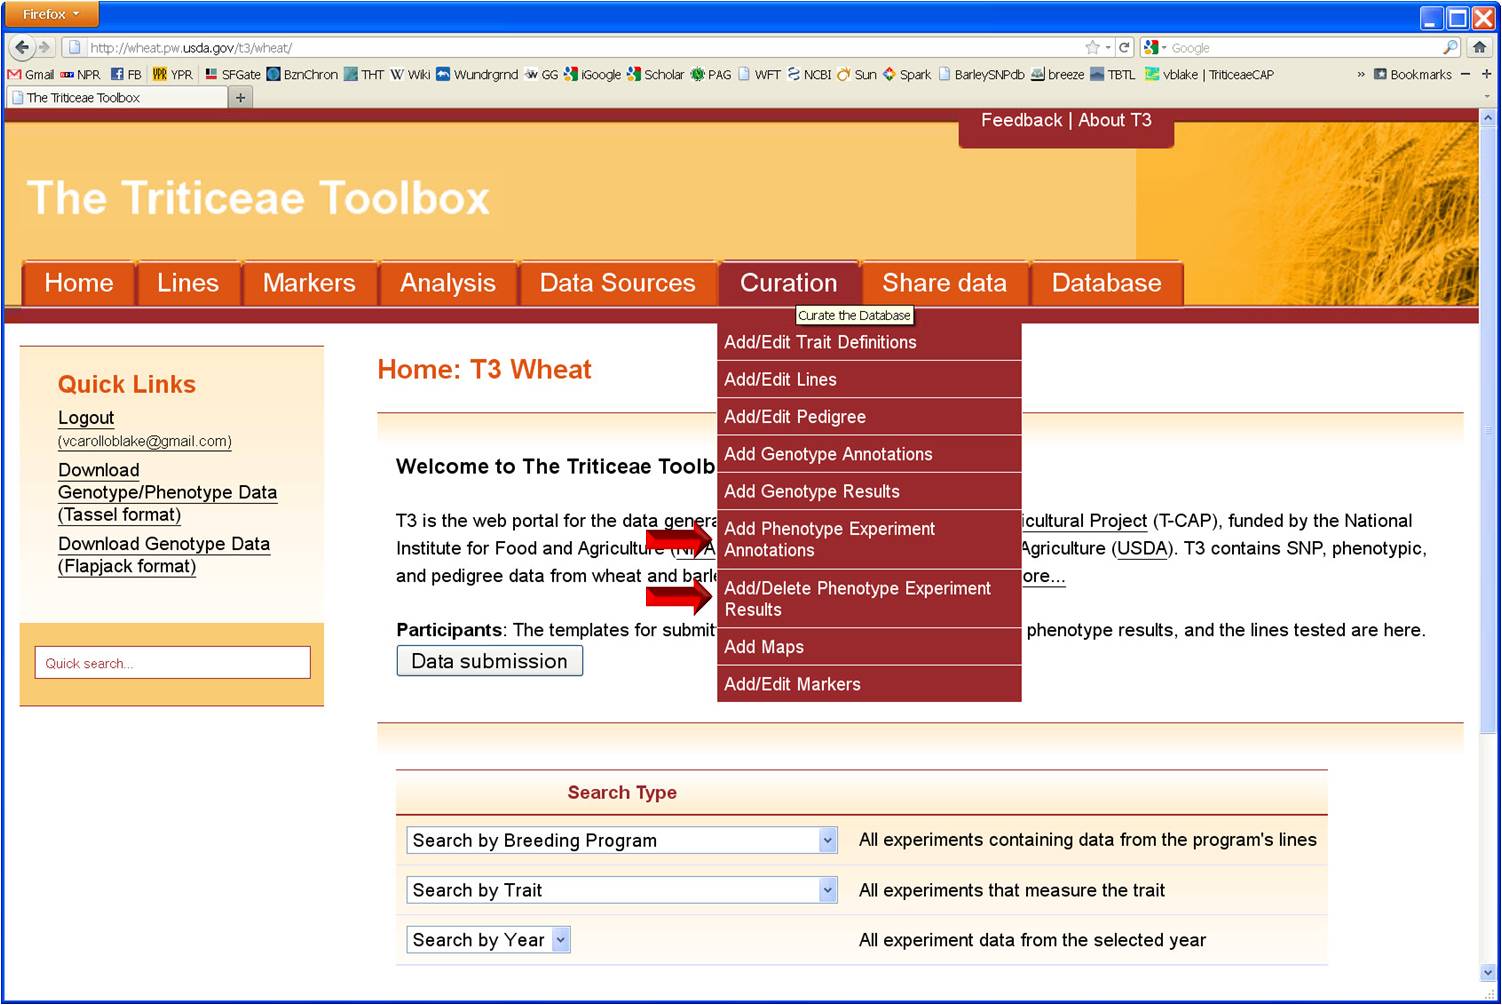 Firefox
http://wheat.pw.usda.gov/t3/wheat/
Google
Gmail NPR FB YPR SFGate BznChron THT Wiki Wundrgrnd GG iGoogle Scholar PAG WFT NCBI Sun Spark BarleySNPdb breeze TBTL vblake | TriticeaeCAP » Bookmarks
The Triticeae Toolbox
Feedback | About T3
The Triticeae Toolbox
Home Lines Markers Analysis Data Sources Curation Share data Database
Curate the Database
Add/Edit Trait Definitions
Add/Edit Lines
Add/Edit Pedigree
Add Genotype Annotations
Add Genotype Results
Add Phenotype Experiment
Annotations
Add/Delete Phenotype Experiment
Results
Add Maps
Add/Edit Markers
Quick Links
Logout
(vcarolloblake@gmail.com)
Download
Genotype/Phenotype Data
(Tassel format)
Download Genotype Data
(Flapjack format)
Quick search...
Home: T3 Wheat
Welcome to The Triticeae Toolb
T3 is the web portal for the data genera icultural Project (T-CAP), funded by the National
Institute for Food and Agriculture Agriculture (USDA). T3 contains SNP, phenotypic,
and pedigree data from wheat and barle ore...
Participants: The templates for submit phenotype results, and the lines tested are here.
Data submission
Search Type
Search by Breeding Program All experiments containing data from the program's lines
Search by Trait All experiments that measure the trait
Search by Year All experiment data from the selected year